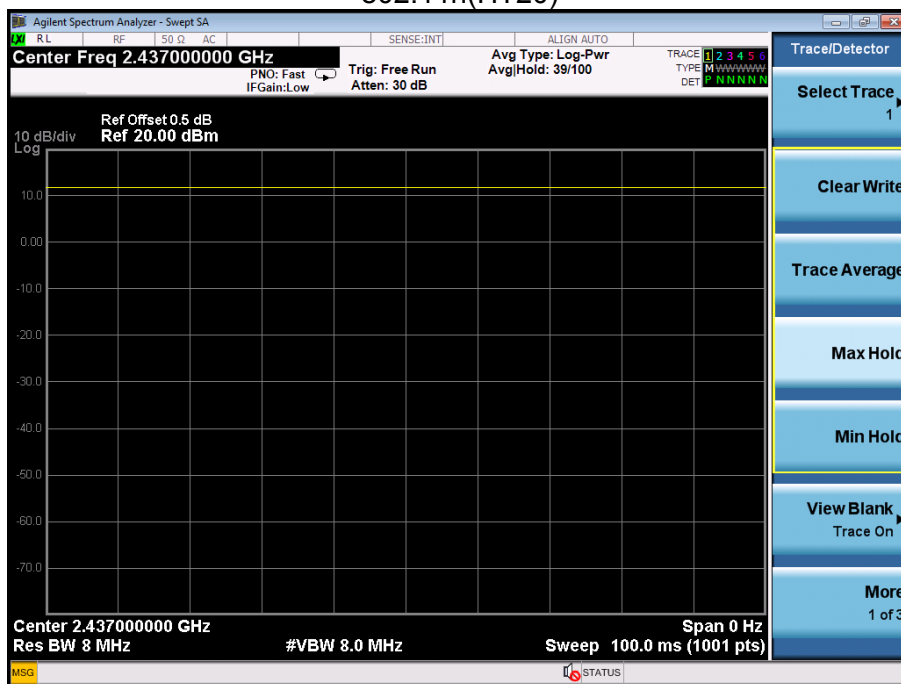 802.11n(HT20)
Agilent Spectrum Analyzer - Swept SA
LXI RL RF 50 Ω AC SENSE:INT ALIGN AUTO
Center Freq 2.437000000 GHz
PNO: Fast
IFGain:Low
Trig: Free Run
Atten: 30 dB
Avg Type: Log-Pwr
Avg|Hold: 39/100
TRACE 1 2 3 4 5 6
TYPE M WWWWW
DET P N N N N N
Ref Offset 0.5 dB
10 dB/div Ref 20.00 dBm
Log
10.0
0.00
-10.0
-20.0
-30.0
-40.0
-50.0
-60.0
-70.0
Center 2.437000000 GHz Span 0 Hz
Res BW 8 MHz #VBW 8.0 MHz Sweep 100.0 ms (1001 pts)
MSG STATUS
Trace/Detector
Select Trace
1
Clear Write
Trace Average
Max Hold
Min Hold
View Blank
Trace On
More
1 of 3